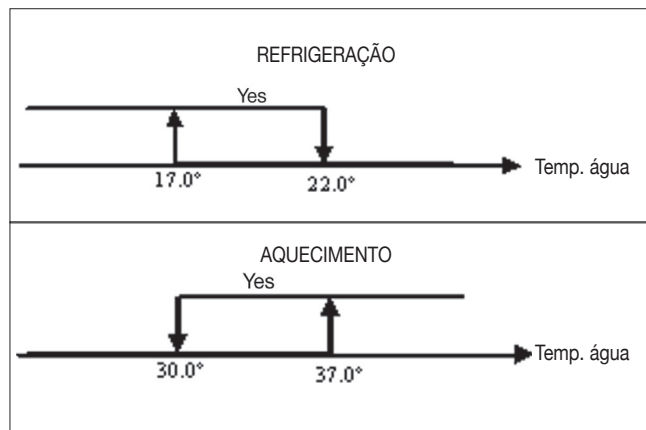 REFRIGERAÇÃO
Yes
17.0°
22.0°
Temp. água
AQUECIMENTO
Yes
30.0°
37.0°
Temp. água